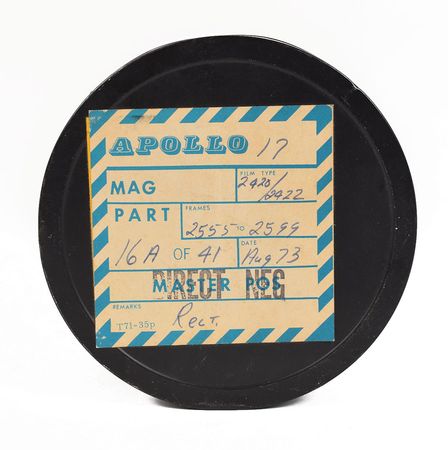 APOLLO 17
MAG
FILM TYPE
2420/
2422
PART
FRAMES
2555 TO 2599
16A OF 41
DATE
Aug 73
MASTER POS
DIRECT NEG
REMARKS
Rect.
T71-35p